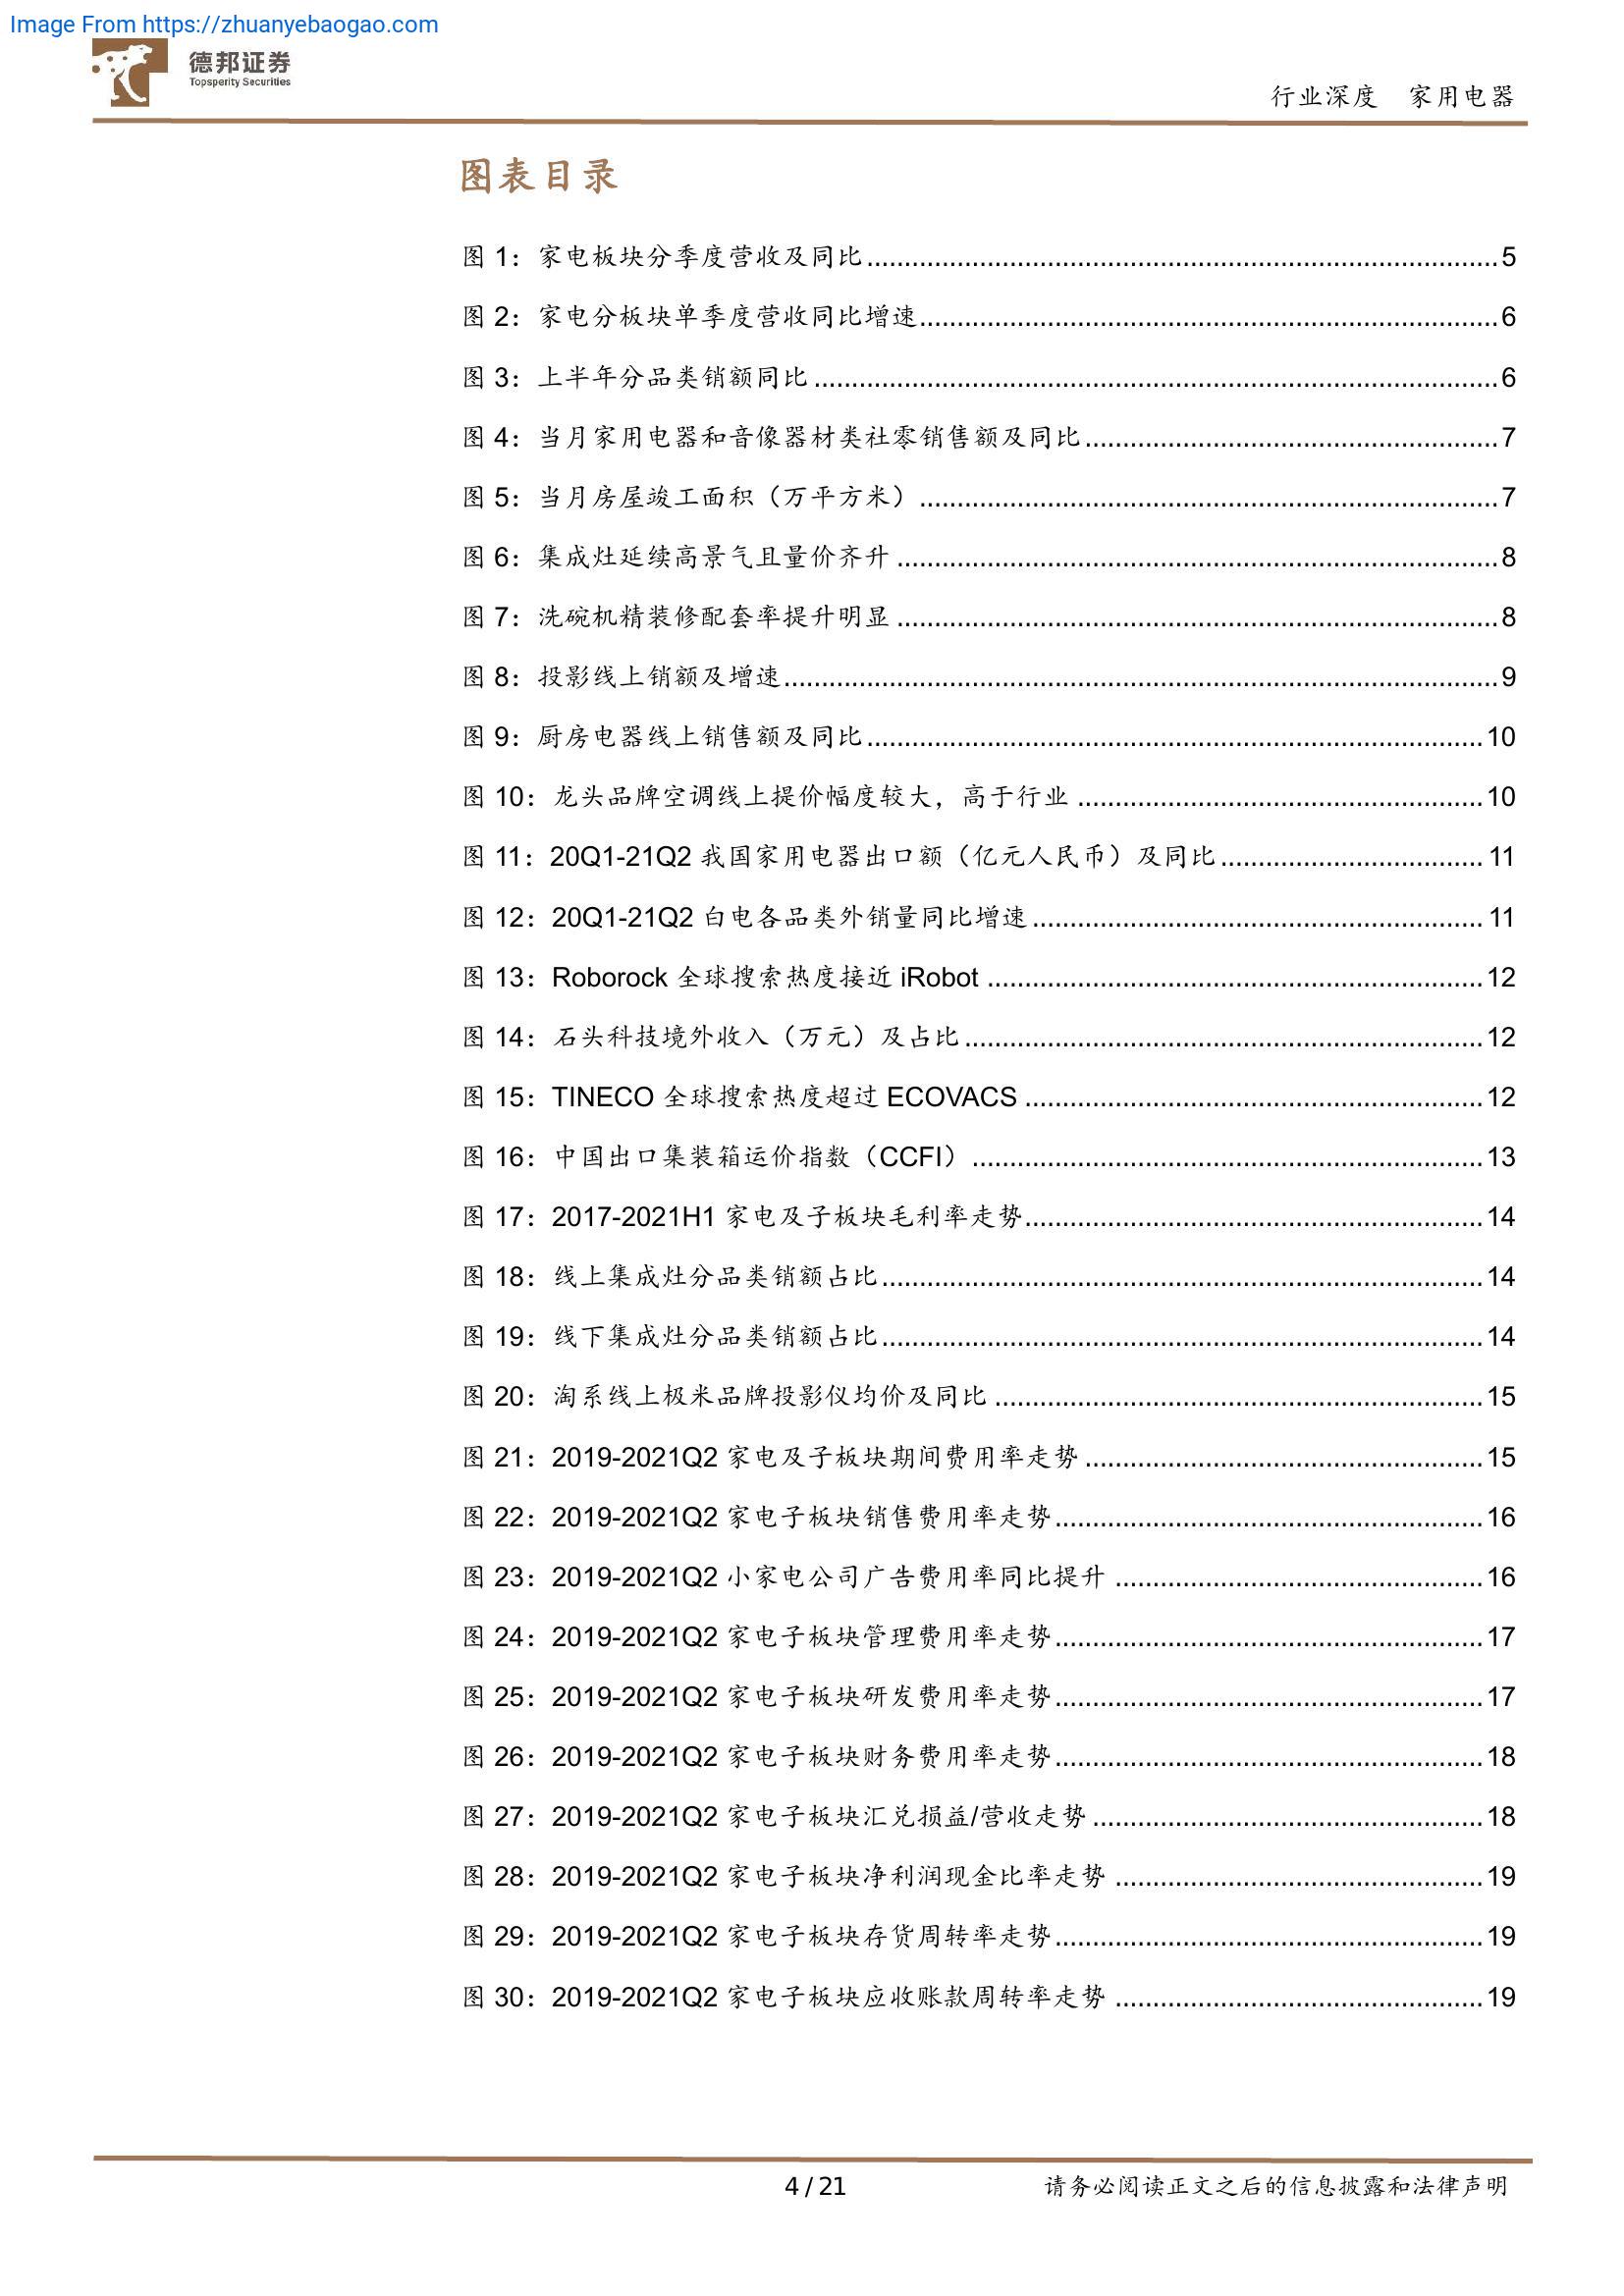 Image From https://zhuanyebaogao.com
德邦证券
Topsperity Securities
行业深度 家用电器
图表目录
图 1：家电板块分季度营收及同比....................5
图 2：家电分板块单季度营收同比增速....................6
图 3：上半年分品类销额同比....................6
图 4：当月家用电器和音像器材类社零销售额及同比....................7
图 5：当月房屋竣工面积（万平方米）....................7
图 6：集成灶延续高景气且量价齐升....................8
图 7：洗碗机精装修配套率提升明显....................8
图 8：投影线上销额及增速....................9
图 9：厨房电器线上销售额及同比....................10
图 10：龙头品牌空调线上提价幅度较大，高于行业....................10
图 11：20Q1-21Q2 我国家用电器出口额（亿元人民币）及同比....................11
图 12：20Q1-21Q2 白电各品类外销量同比增速....................11
图 13：Roborock 全球搜索热度接近 iRobot....................12
图 14：石头科技境外收入（万元）及占比....................12
图 15：TINECO 全球搜索热度超过 ECOVACS....................12
图 16：中国出口集装箱运价指数（CCFI）....................13
图 17：2017-2021H1 家电及子板块毛利率走势....................14
图 18：线上集成灶分品类销额占比....................14
图 19：线下集成灶分品类销额占比....................14
图 20：淘系线上极米品牌投影仪均价及同比....................15
图 21：2019-2021Q2 家电及子板块期间费用率走势....................15
图 22：2019-2021Q2 家电子板块销售费用率走势....................16
图 23：2019-2021Q2 小家电公司广告费用率同比提升....................16
图 24：2019-2021Q2 家电子板块管理费用率走势....................17
图 25：2019-2021Q2 家电子板块研发费用率走势....................17
图 26：2019-2021Q2 家电子板块财务费用率走势....................18
图 27：2019-2021Q2 家电子板块汇兑损益/营收走势....................18
图 28：2019-2021Q2 家电子板块净利润现金比率走势....................19
图 29：2019-2021Q2 家电子板块存货周转率走势....................19
图 30：2019-2021Q2 家电子板块应收账款周转率走势....................19
4 / 21
请务必阅读正文之后的信息披露和法律声明